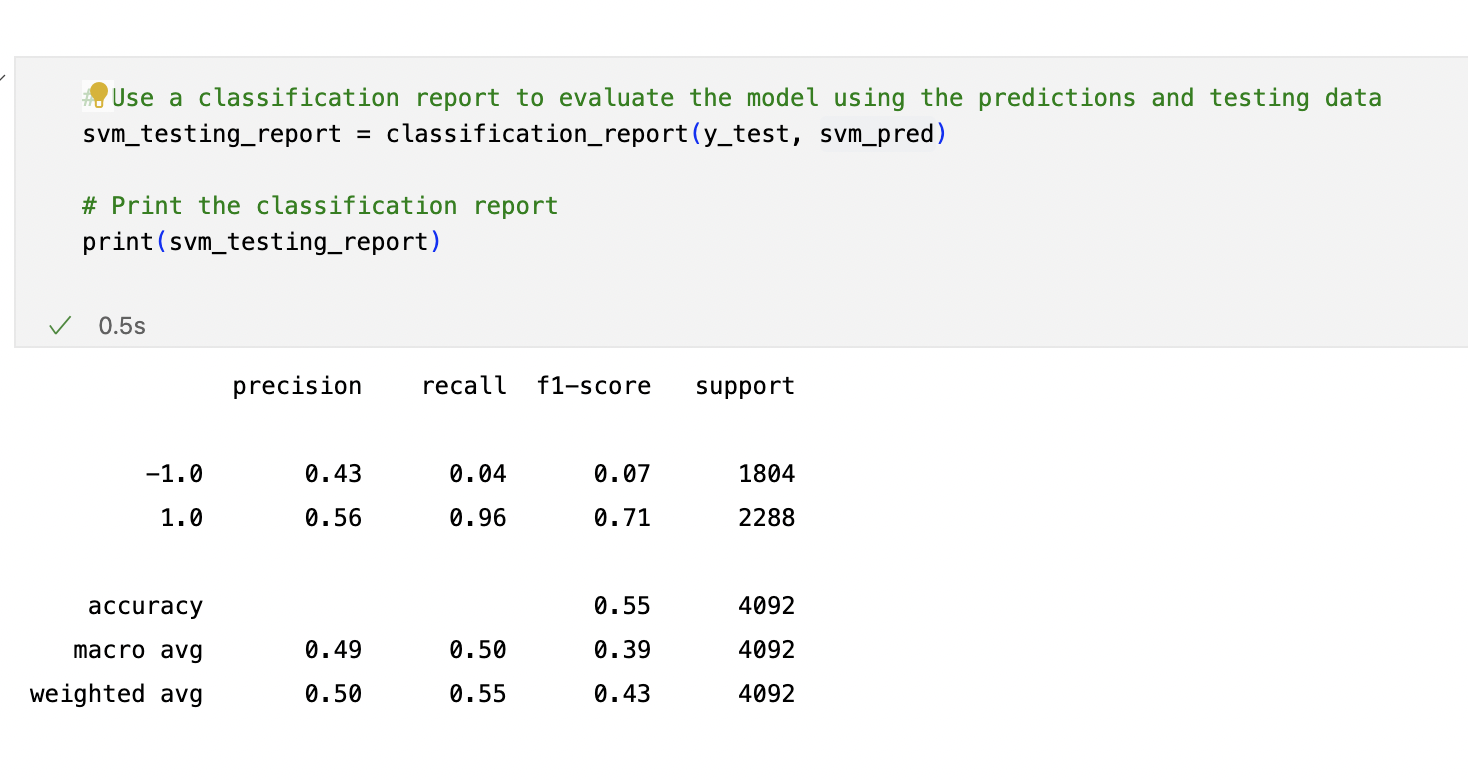 # Use a classification report to evaluate the model using the predictions and testing data
svm_testing_report = classification_report(y_test, svm_pred)
# Print the classification report
print(svm_testing_report)
0.5s
precision recall f1-score support
-1.0 0.43 0.04 0.07 1804
1.0 0.56 0.96 0.71 2288
accuracy 0.55 4092
macro avg 0.49 0.50 0.39 4092
weighted avg 0.50 0.55 0.43 4092